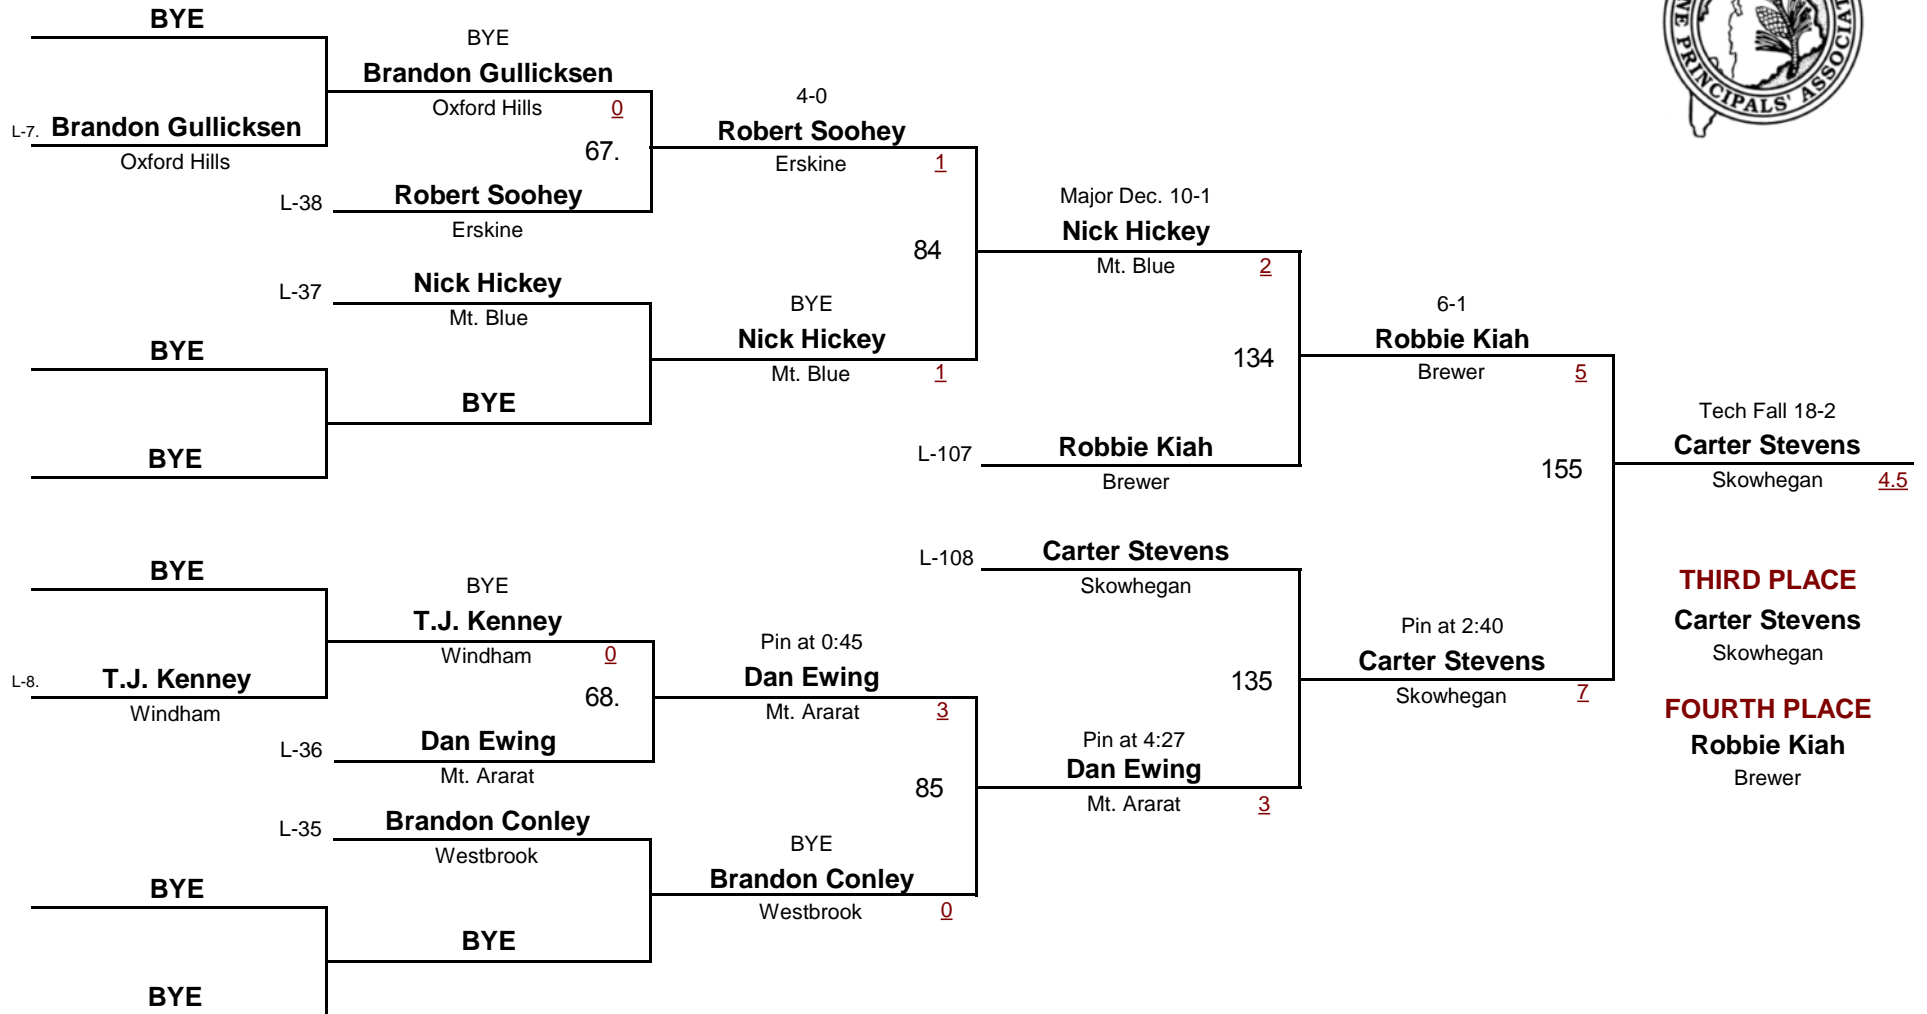 BYE
BYE
Brandon Gullicksen
Oxford Hills 0
L-7. Brandon Gullicksen
Oxford Hills
67.
4-0
Robert Soohey
Erskine 1
L-38 Robert Soohey
Erskine
84
Major Dec. 10-1
Nick Hickey
Mt. Blue 2
L-37 Nick Hickey
Mt. Blue
BYE
Nick Hickey
Mt. Blue 1
BYE
BYE
BYE
134
6-1
Robbie Kiah
Brewer 5
L-107 Robbie Kiah
Brewer
155
Tech Fall 18-2
Carter Stevens
Skowhegan 4.5
L-108 Carter Stevens
Skowhegan
BYE
BYE
T.J. Kenney
Windham 0
L-8. T.J. Kenney
Windham
68.
Pin at 0:45
Dan Ewing
Mt. Ararat 3
L-36 Dan Ewing
Mt. Ararat
135
Pin at 2:40
Carter Stevens
Skowhegan 7
85
Pin at 4:27
Dan Ewing
Mt. Ararat 3
L-35 Brandon Conley
Westbrook
BYE
Brandon Conley
Westbrook 0
BYE
BYE
BYE
THIRD PLACE
Carter Stevens
Skowhegan
FOURTH PLACE
Robbie Kiah
Brewer
NE PRINCIPALS' ASSOCIAT